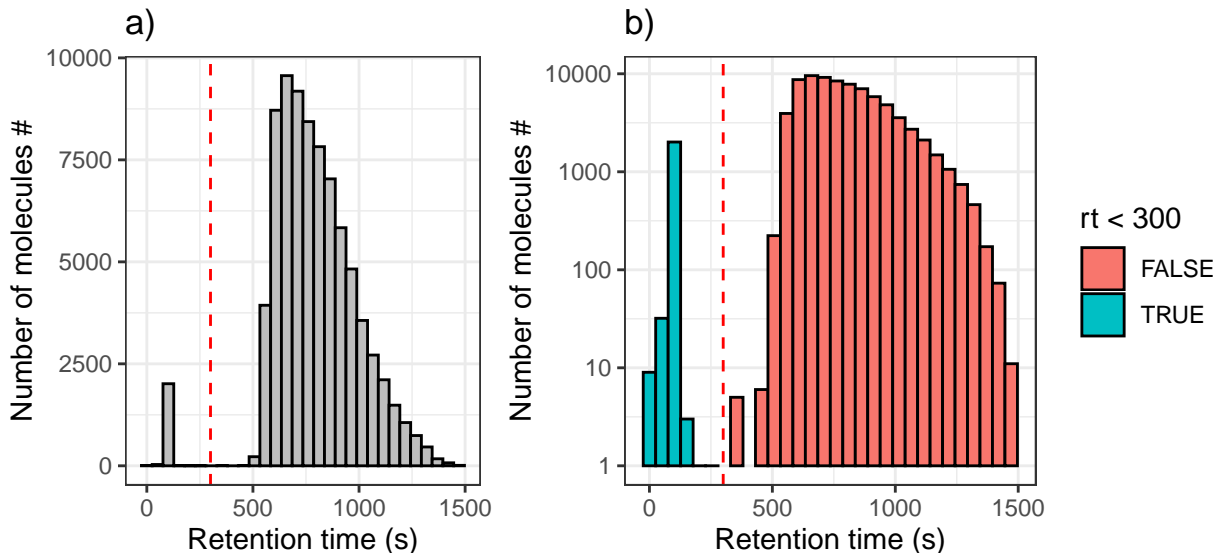 a)
Number of molecules #
10000
7500
5000
2500
0
0
500
1000
1500
Retention time (s)
b)
Number of molecules #
10000
1000
100
10
1
0
500
1000
1500
Retention time (s)
rt < 300
FALSE
TRUE